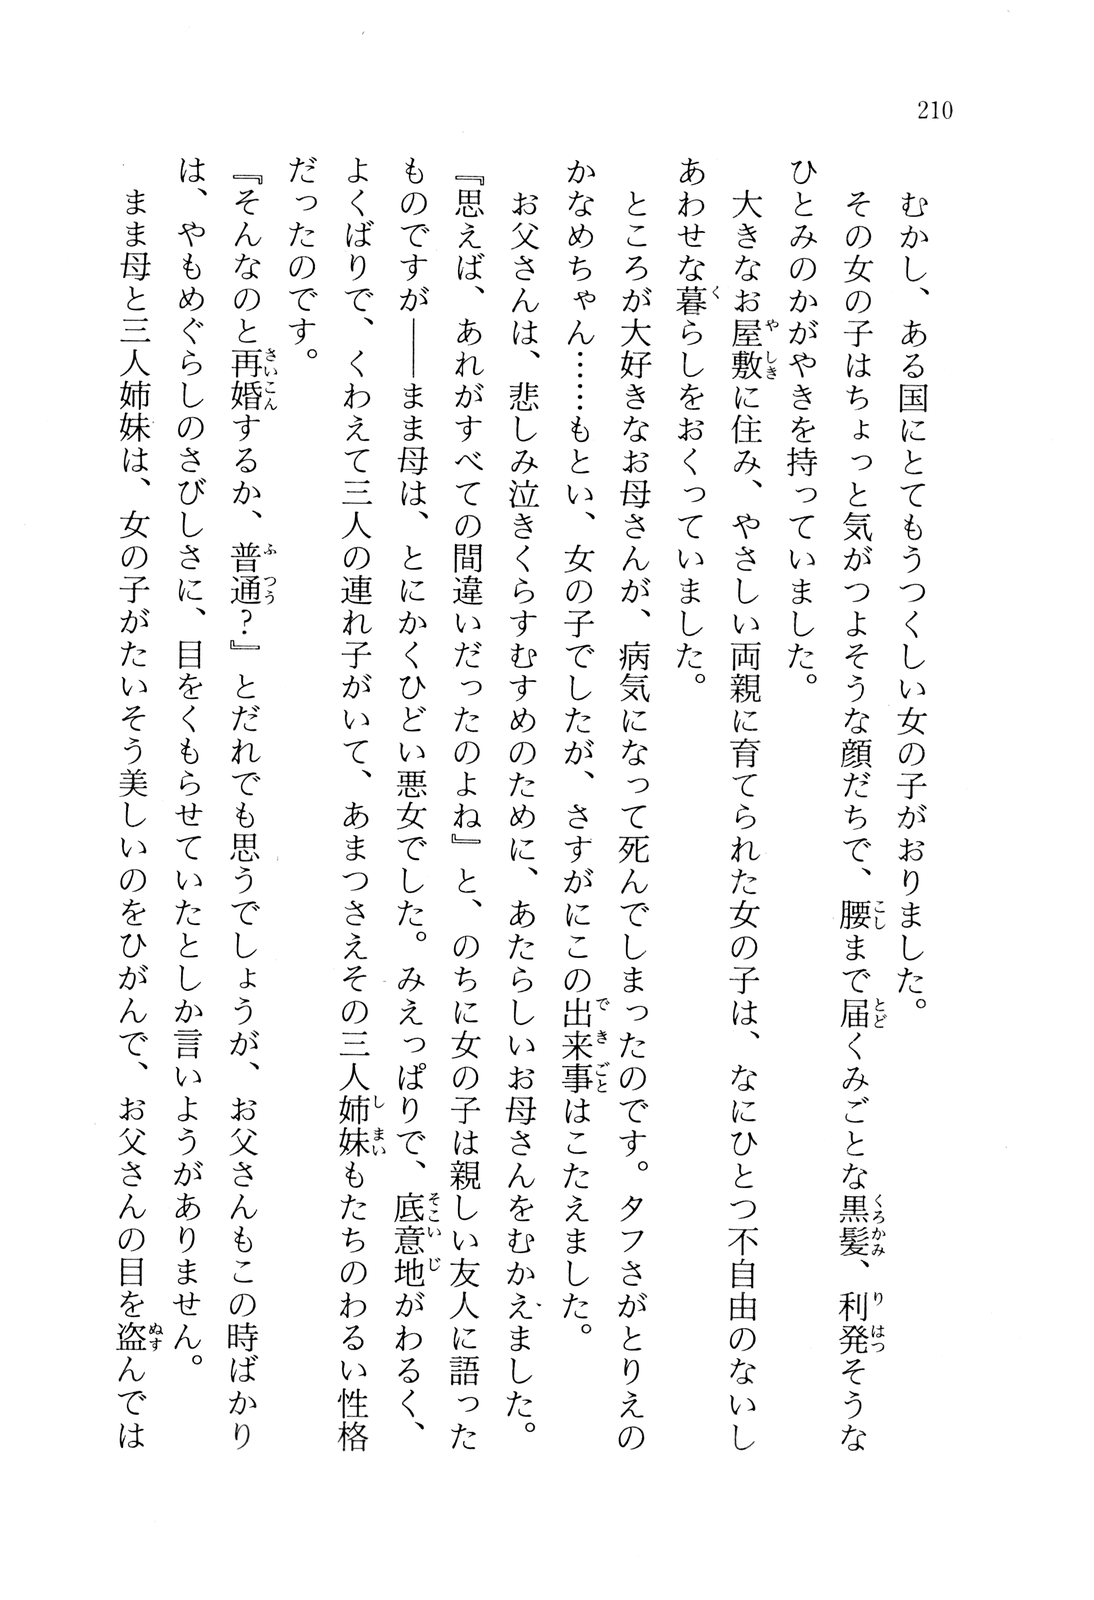 210
むかし、ある国にとてもうつくしい女の子がおりました。
その女の子はちょっと気がつよそうな顔だちで、腰まで届くみごとな黒髪、利発そうな
ひとみのかがやきを持っていました。
大きなお屋敷に住み、やさしい両親に育てられた女の子は、なにひとつ不自由のないし
あわせな暮らしをおくっていました。
ところが大好きなお母さんが、病気になって死んでしまったのです。タフさがとりえの
かなめちゃん……もとい、女の子でしたが、さすがにこの出来事はこたえました。
お父さんは、悲しみ泣きくらすむすめのために、あたらしいお母さんをむかえました。
『思えば、あれがすべての間違いだったのよね』と、のちに女の子は親しい友人に語った
ものですが――まま母は、とにかくひどい悪女でした。みえっぱりで、底意地がわるく、
よくばりで、くわえて三人の連れ子がいて、あまつさえその三人姉妹もたちのわるい性格
だったのです。
『そんなのと再婚するか、普通?』とだれでも思うでしょうが、お父さんもこの時ばかり
は、やもめぐらしのさびしさに、目をくもらせていたとしか言いようがありません。
まま母と三人姉妹は、女の子がたいそう美しいのをひがんで、お父さんの目を盗んでは